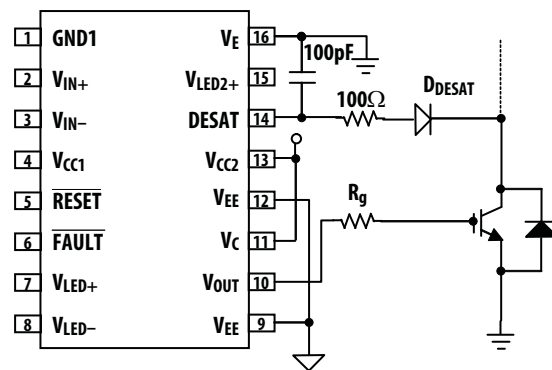 1 GND1
2 VIN+
3 VIN–
4 VCC1
5 RESET
6 FAULT
7 VLED+
8 VLED–
VE 16
VLED2+ 15
DESAT 14
VCC2 13
VEE 12
VC 11
VOUT 10
VEE 9
100pF
100Ω
DDESAT
Rg